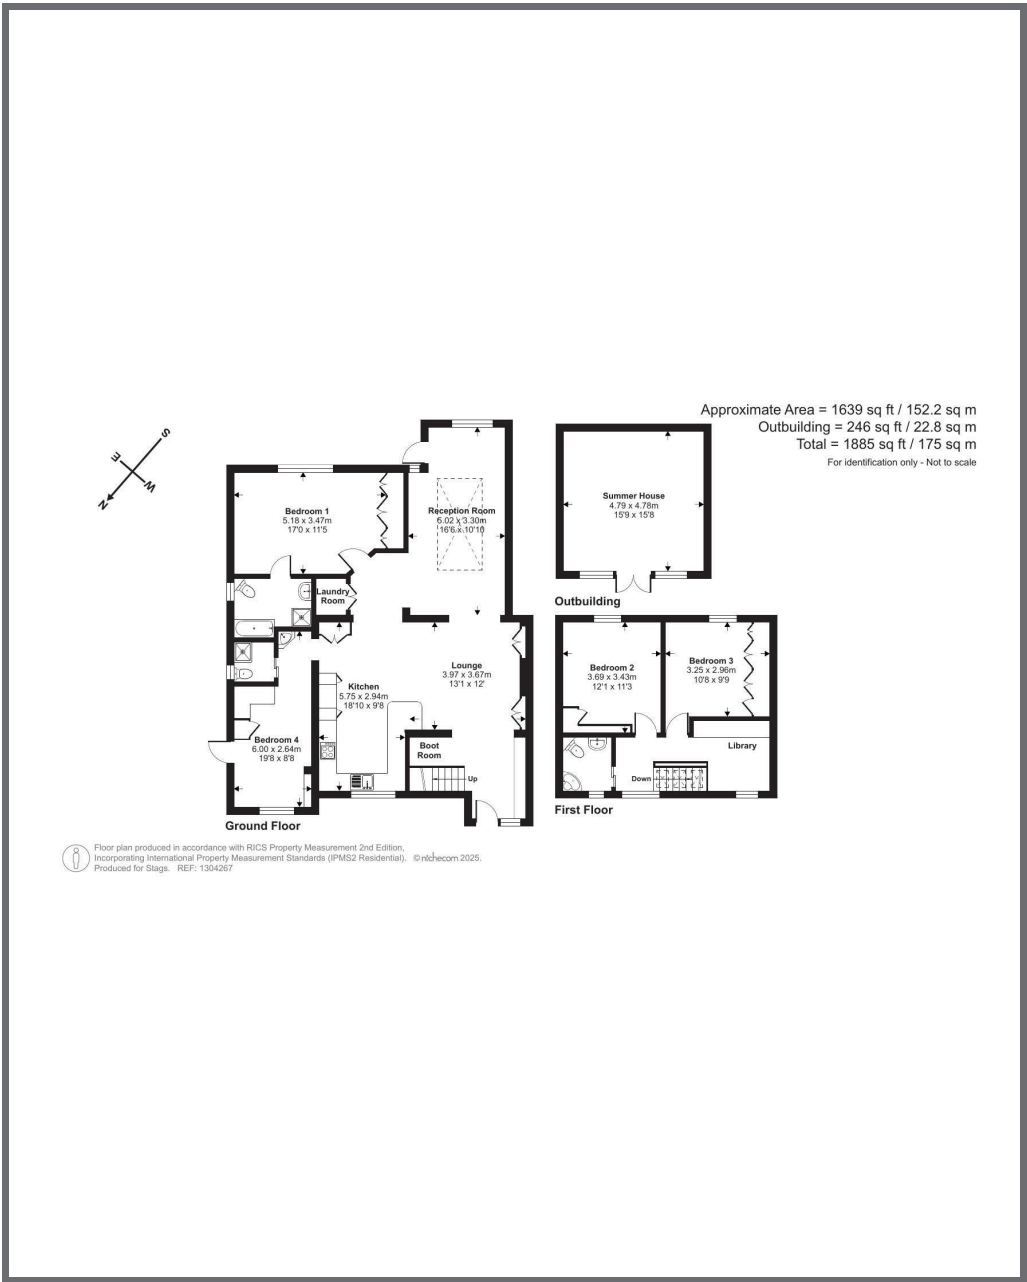 Approximate Area = 1639 sq ft / 152.2 sq m
Outbuilding = 246 sq ft / 22.8 sq m
Total = 1885 sq ft / 175 sq m
For identification only - Not to scale
S
E
W
N
Bedroom 1
5.18 x 3.47m
17'0 x 11'5
Reception Room
5.02 x 3.30m
16'6 x 10'10
Laundry
Room
Lounge
3.97 x 3.67m
13'1 x 12'
Kitchen
5.75 x 2.94m
18'10 x 9'8
Bedroom 4
6.00 x 2.64m
19'8 x 8'8
Boot
Room
Up
Ground Floor
Summer House
4.79 x 4.78m
15'9 x 15'8
Outbuilding
Bedroom 2
3.69 x 3.43m
12'1 x 11'3
Bedroom 3
3.25 x 2.96m
10'8 x 9'9
Library
Down
First Floor
Floor plan produced in accordance with RICS Property Measurement 2nd Edition,
Incorporating International Property Measurement Standards (IPMS2 Residential). © nichecom 2025.
Produced for Stags. REF: 1304267